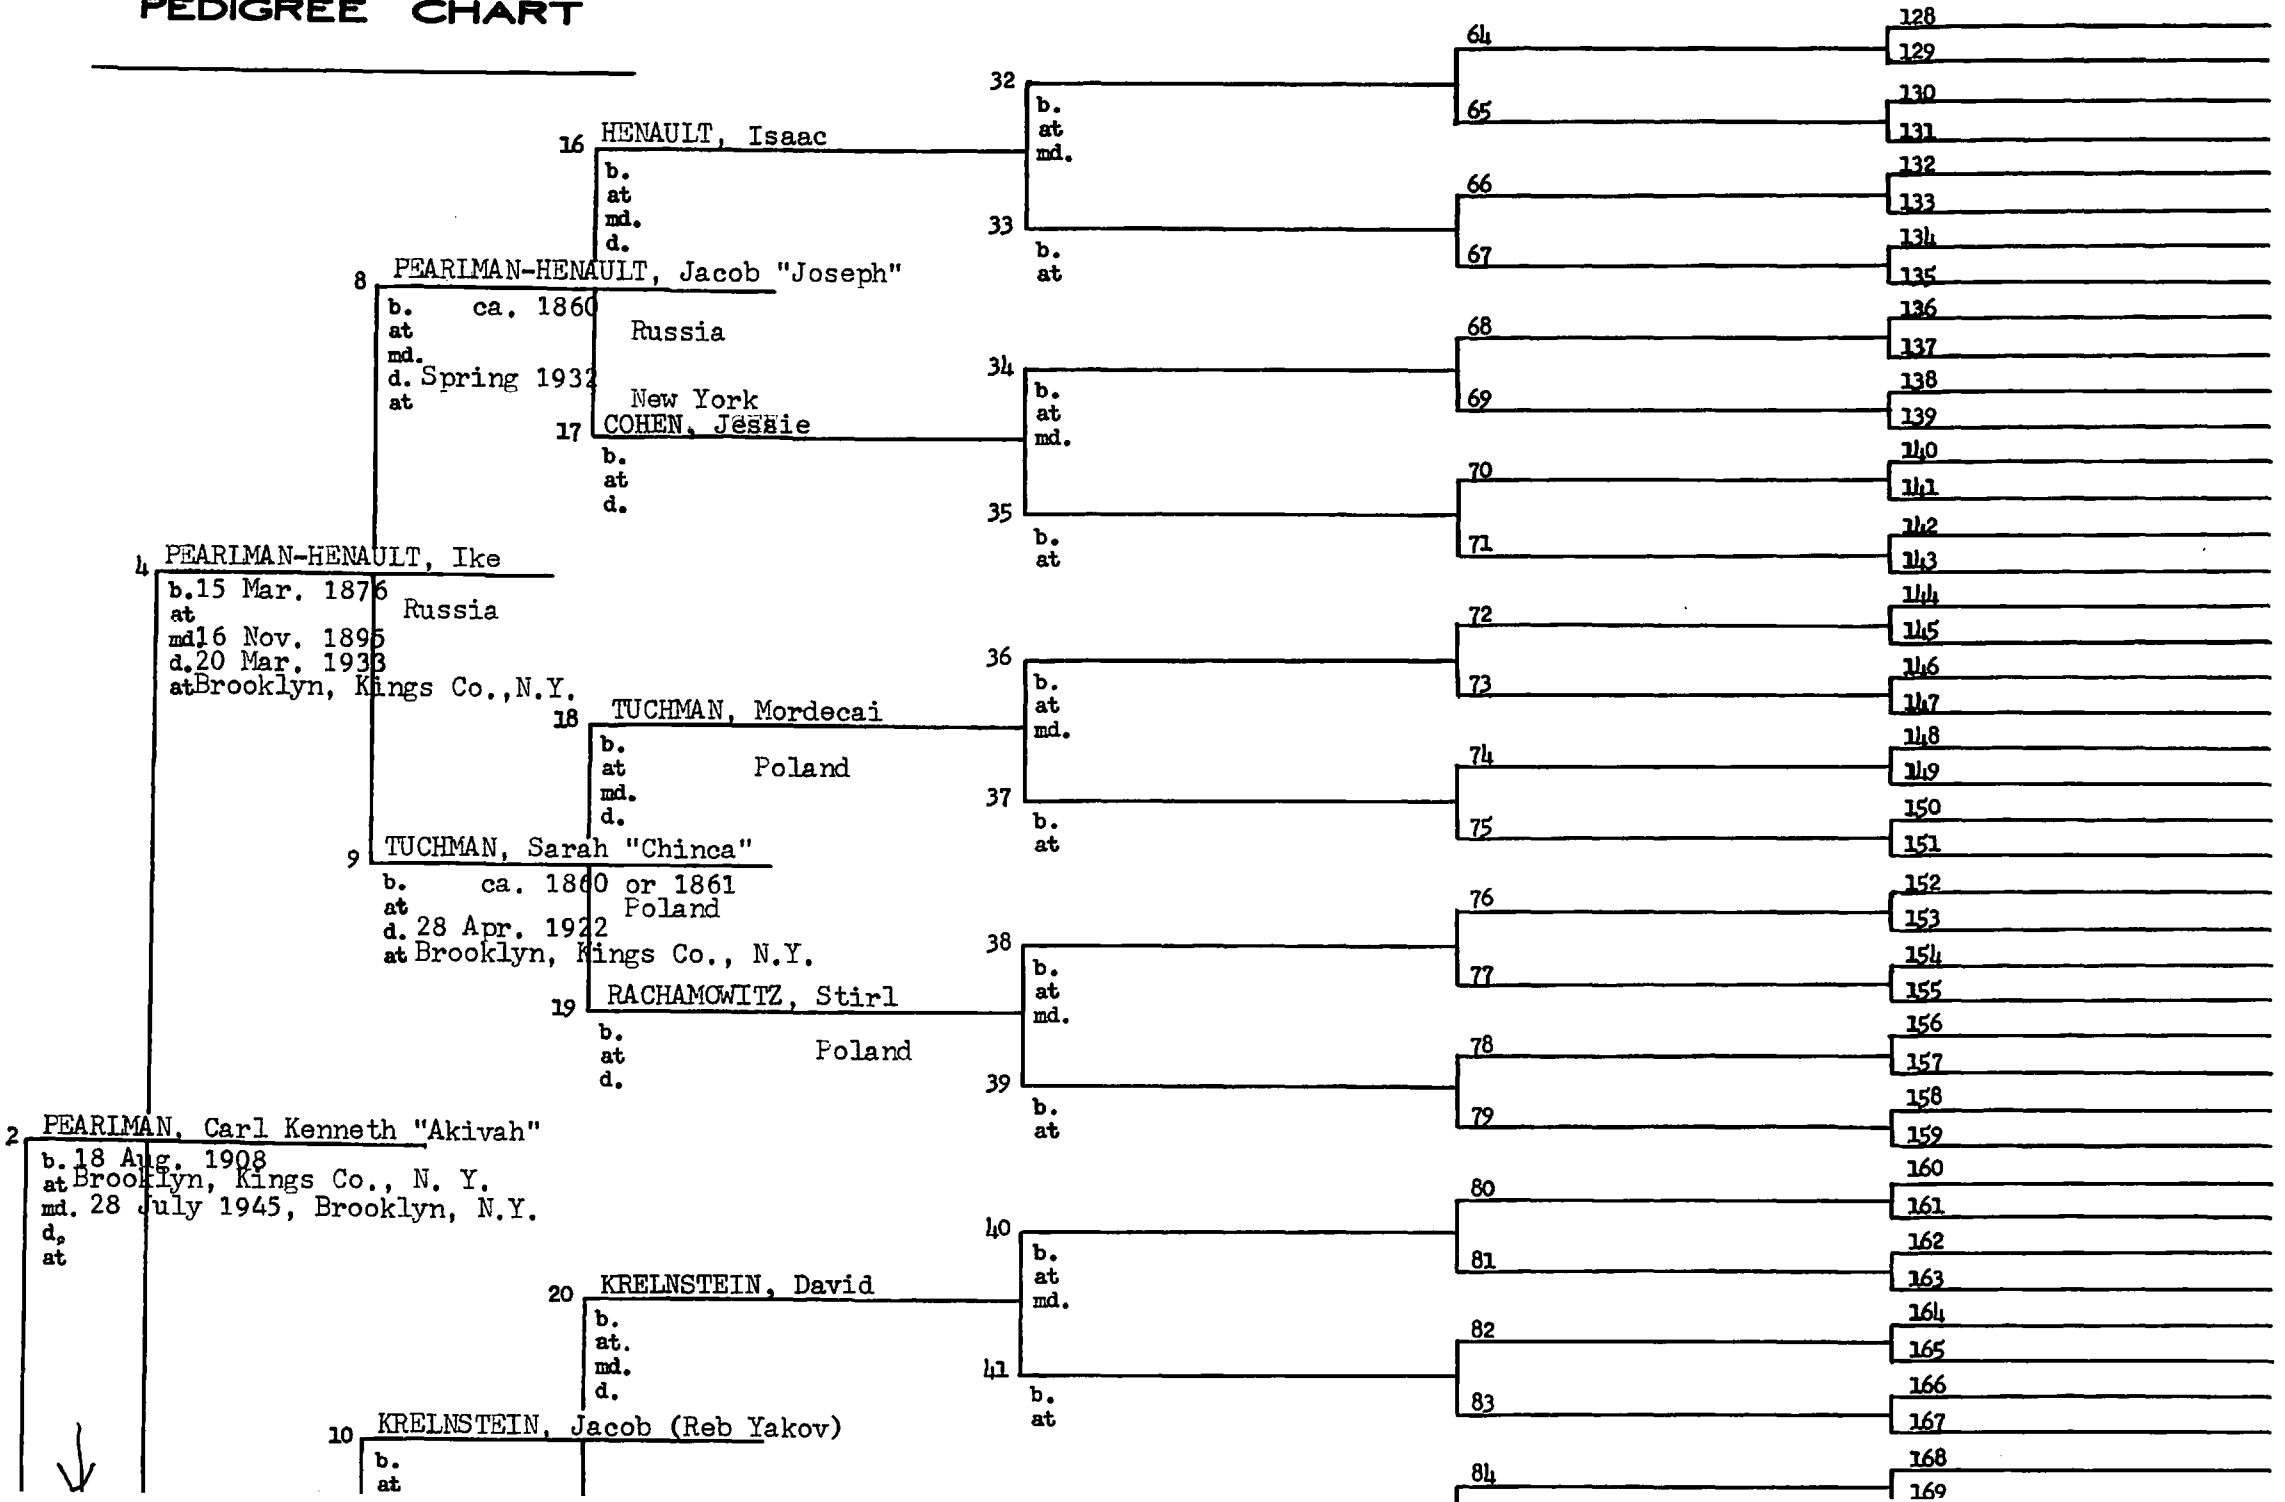 PEDIGREE CHART
2 PEARLMAN, Carl Kenneth "Akivah"
b. 18 Aug. 1908
at Brooklyn, Kings Co., N. Y.
md. 28 July 1945, Brooklyn, N.Y.
d.
at
4 PEARLMAN-HENAULT, Ike
b. 15 Mar. 1876
at Russia
md. 16 Nov. 1895
d. 20 Mar. 1933
at Brooklyn, Kings Co., N.Y.
8 PEARLMAN-HENAULT, Jacob "Joseph"
b. ca. 1860
at Russia
md.
d. Spring 1932
at New York
9 TUCHMAN, Sarah "Chinca"
b. ca. 1860 or 1861
at Poland
d. 28 Apr. 1922
at Brooklyn, Kings Co., N.Y.
10 KRELNSTEIN, Jacob (Reb Yakov)
b.
at
16 HENAULT, Isaac
b.
at
md.
d.
17 COHEN, Jessie
b.
at
d.
18 TUCHMAN, Mordecai
b.
at Poland
md.
d.
19 RACHAMOWITZ, Stirl
b.
at Poland
d.
20 KRELNSTEIN, David
b.
at.
md.
d.
32
b.
at
md.
33
b.
at
34
b.
at
md.
35
b.
at
36
b.
at
md.
37
b.
at
38
b.
at
md.
39
b.
at
40
b.
at
md.
41
b.
at
64
65
66
67
68
69
70
71
72
73
74
75
76
77
78
79
80
81
82
83
84
128
129
130
131
132
133
134
135
136
137
138
139
140
141
142
143
144
145
146
147
148
149
150
151
152
153
154
155
156
157
158
159
160
161
162
163
164
165
166
167
168
169